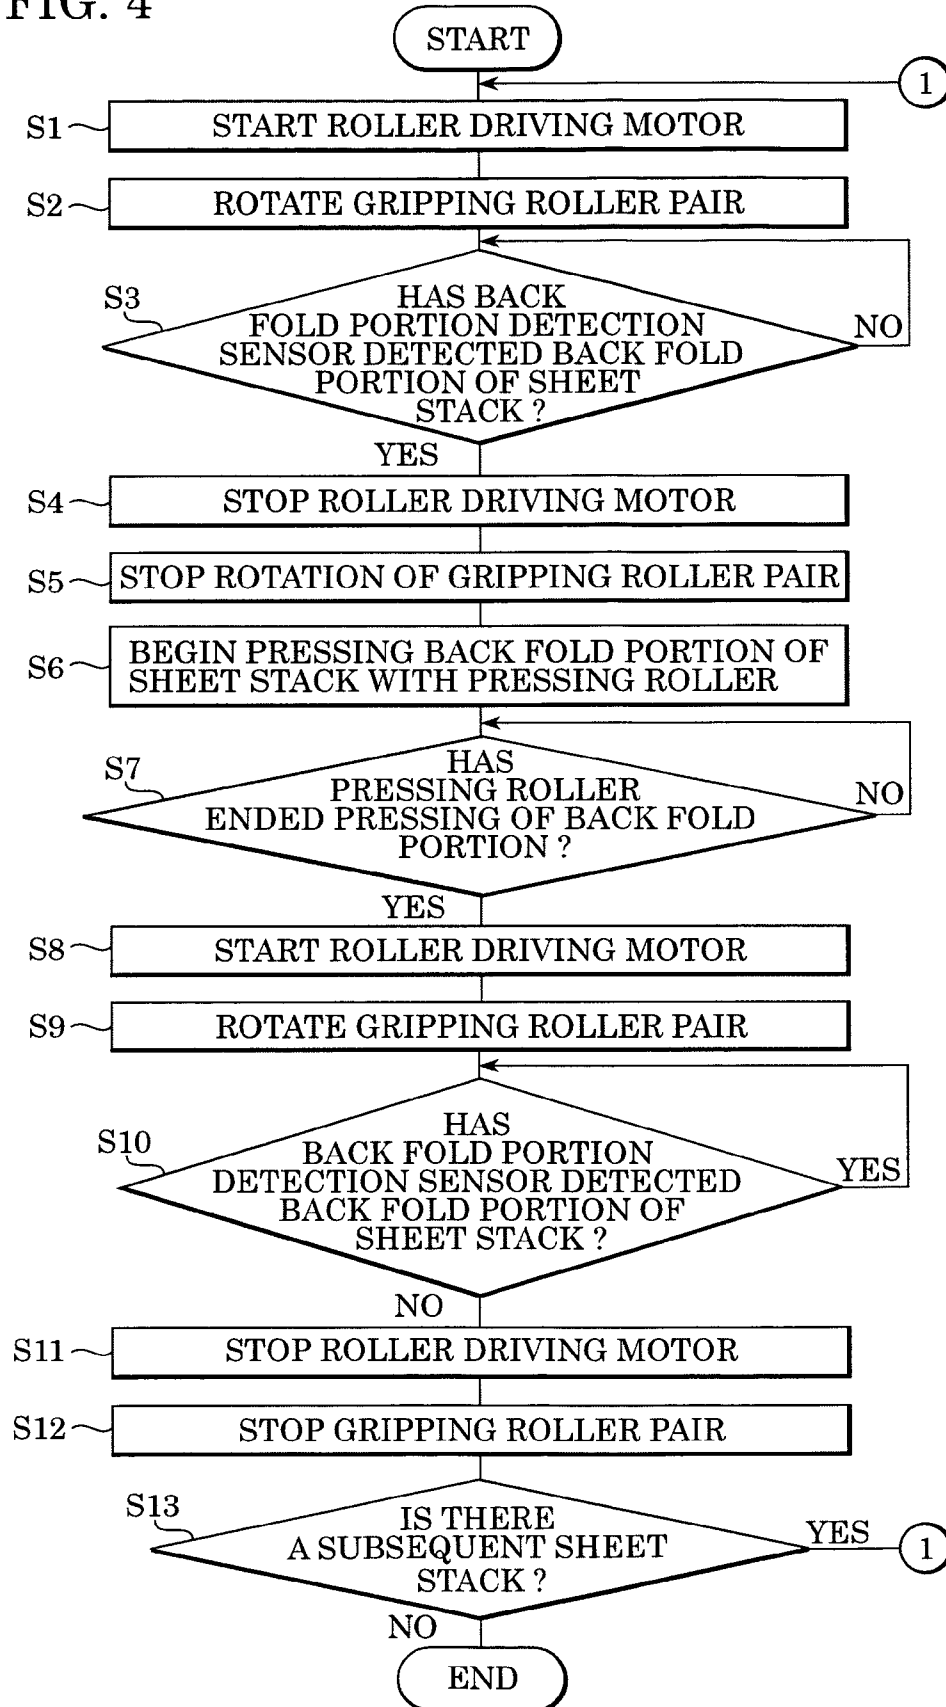 FIG. 4
START
1
S1
START ROLLER DRIVING MOTOR
S2
ROTATE GRIPPING ROLLER PAIR
S3
HAS BACK
FOLD PORTION DETECTION
SENSOR DETECTED BACK FOLD
PORTION OF SHEET
STACK ?
NO
YES
S4
STOP ROLLER DRIVING MOTOR
S5
STOP ROTATION OF GRIPPING ROLLER PAIR
S6
BEGIN PRESSING BACK FOLD PORTION OF
SHEET STACK WITH PRESSING ROLLER
S7
HAS
PRESSING ROLLER
ENDED PRESSING OF BACK FOLD
PORTION ?
NO
YES
S8
START ROLLER DRIVING MOTOR
S9
ROTATE GRIPPING ROLLER PAIR
S10
HAS
BACK FOLD PORTION
DETECTION SENSOR DETECTED
BACK FOLD PORTION OF
SHEET STACK ?
YES
NO
S11
STOP ROLLER DRIVING MOTOR
S12
STOP GRIPPING ROLLER PAIR
S13
IS THERE
A SUBSEQUENT SHEET
STACK ?
YES
1
NO
END